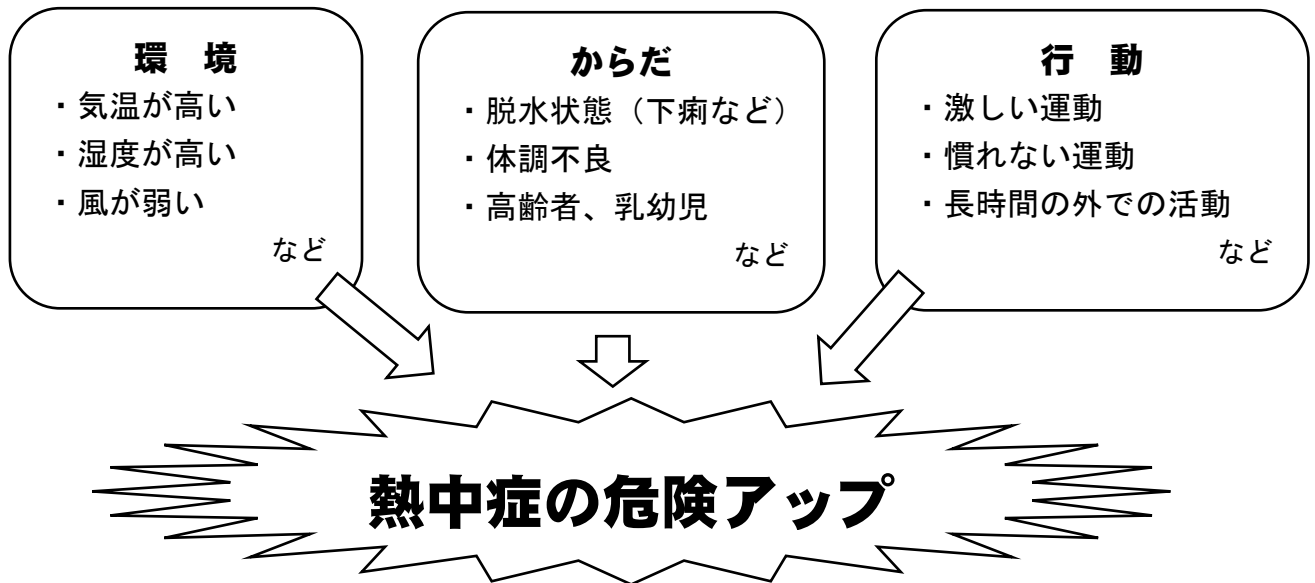 環　境
・気温が高い
・湿度が高い
・風が弱い
など
からだ
・脱水状態（下痢など）
・体調不良
・高齢者、乳幼児
など
行　動
・激しい運動
・慣れない運動
・長時間の外での活動
など
熱中症の危険アップ